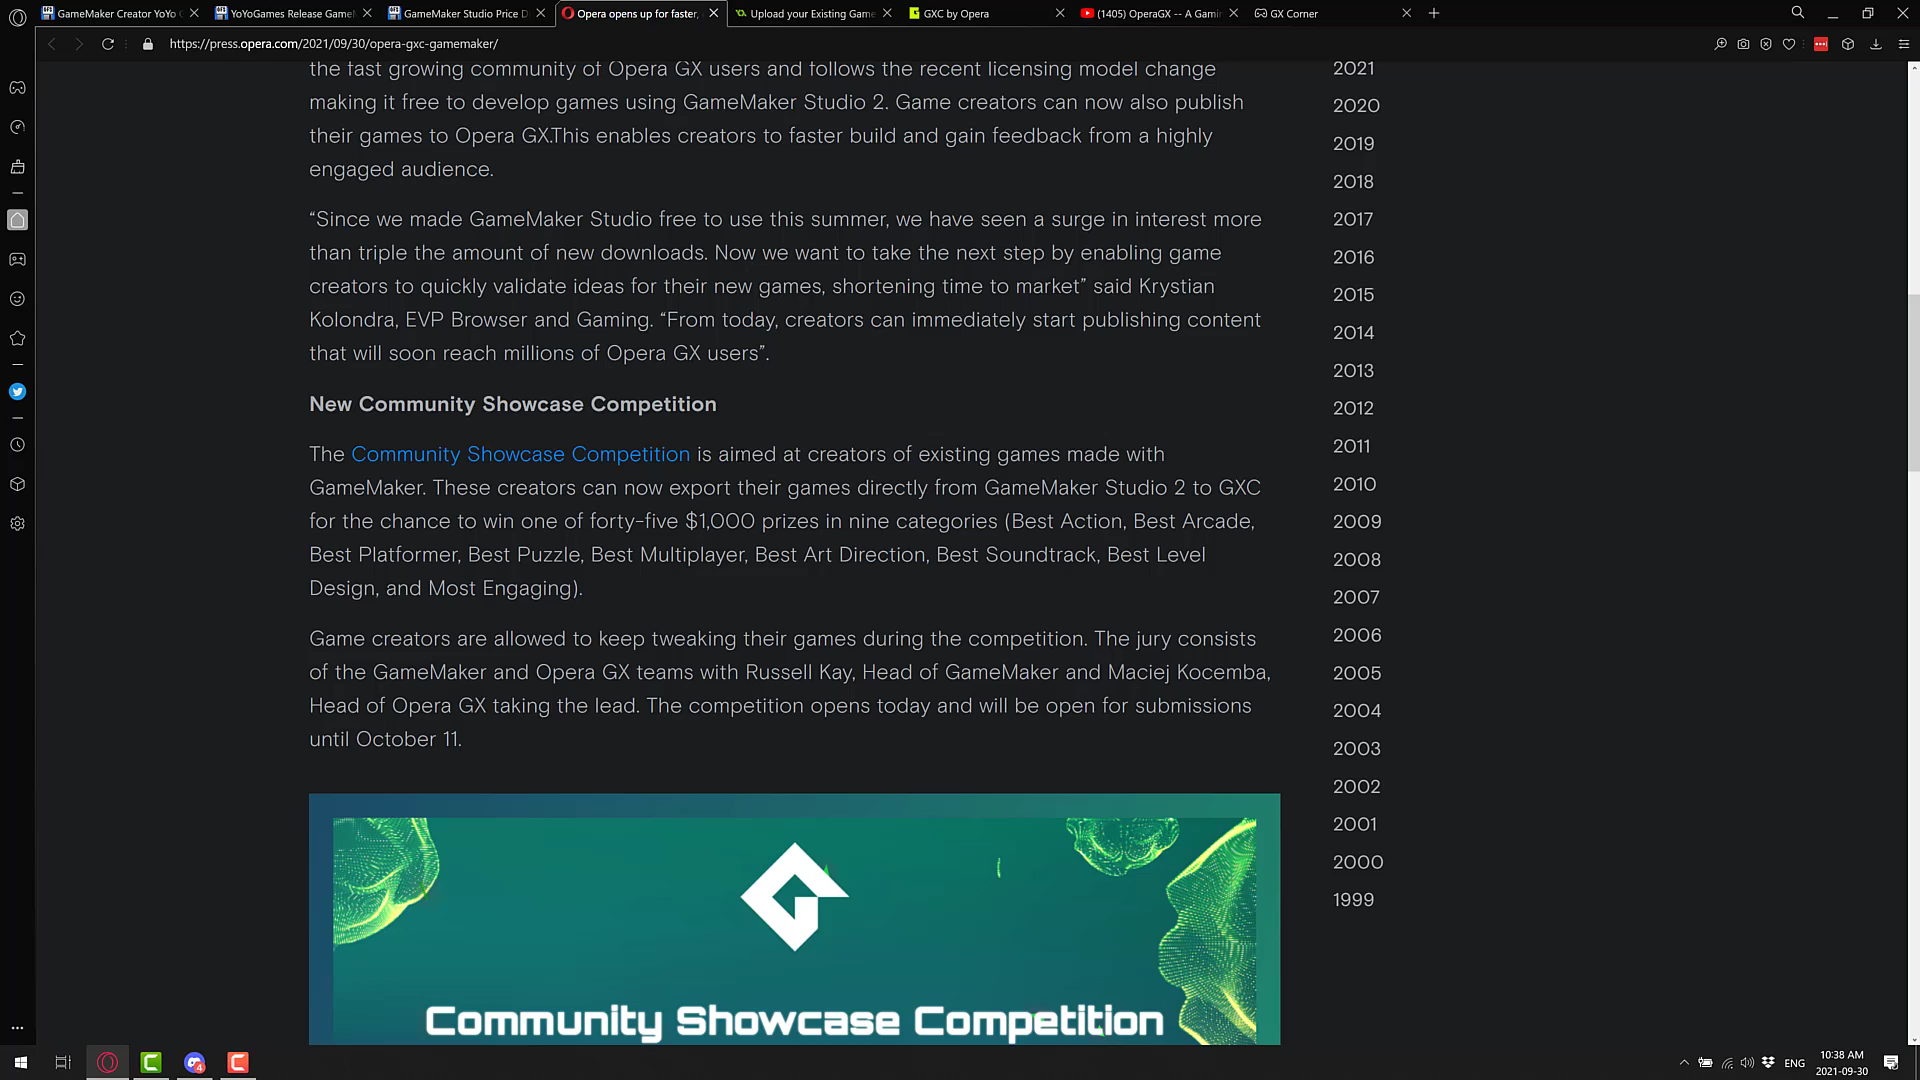 GameMaker Creator YoYo G
YoYoGames Release GameM
GameMaker Studio Price D
Opera opens up for faster,
Upload your Existing Game
GXC by Opera
(1405) OperaGX -- A Gamin
GX Corner
https://press.opera.com/2021/09/30/opera-gxc-gamemaker/
the fast growing community of Opera GX users and follows the recent licensing model change
making it free to develop games using GameMaker Studio 2. Game creators can now also publish
their games to Opera GX.This enables creators to faster build and gain feedback from a highly
engaged audience.
“Since we made GameMaker Studio free to use this summer, we have seen a surge in interest more
than triple the amount of new downloads. Now we want to take the next step by enabling game
creators to quickly validate ideas for their new games, shortening time to market” said Krystian
Kolondra, EVP Browser and Gaming. “From today, creators can immediately start publishing content
that will soon reach millions of Opera GX users”.
New Community Showcase Competition
The Community Showcase Competition is aimed at creators of existing games made with
GameMaker. These creators can now export their games directly from GameMaker Studio 2 to GXC
for the chance to win one of forty-five $1,000 prizes in nine categories (Best Action, Best Arcade,
Best Platformer, Best Puzzle, Best Multiplayer, Best Art Direction, Best Soundtrack, Best Level
Design, and Most Engaging).
Game creators are allowed to keep tweaking their games during the competition. The jury consists
of the GameMaker and Opera GX teams with Russell Kay, Head of GameMaker and Maciej Kocemba,
Head of Opera GX taking the lead. The competition opens today and will be open for submissions
until October 11.
Community Showcase Competition
2021
2020
2019
2018
2017
2016
2015
2014
2013
2012
2011
2010
2009
2008
2007
2006
2005
2004
2003
2002
2001
2000
1999
4
ENG
10:38 AM
2021-09-30